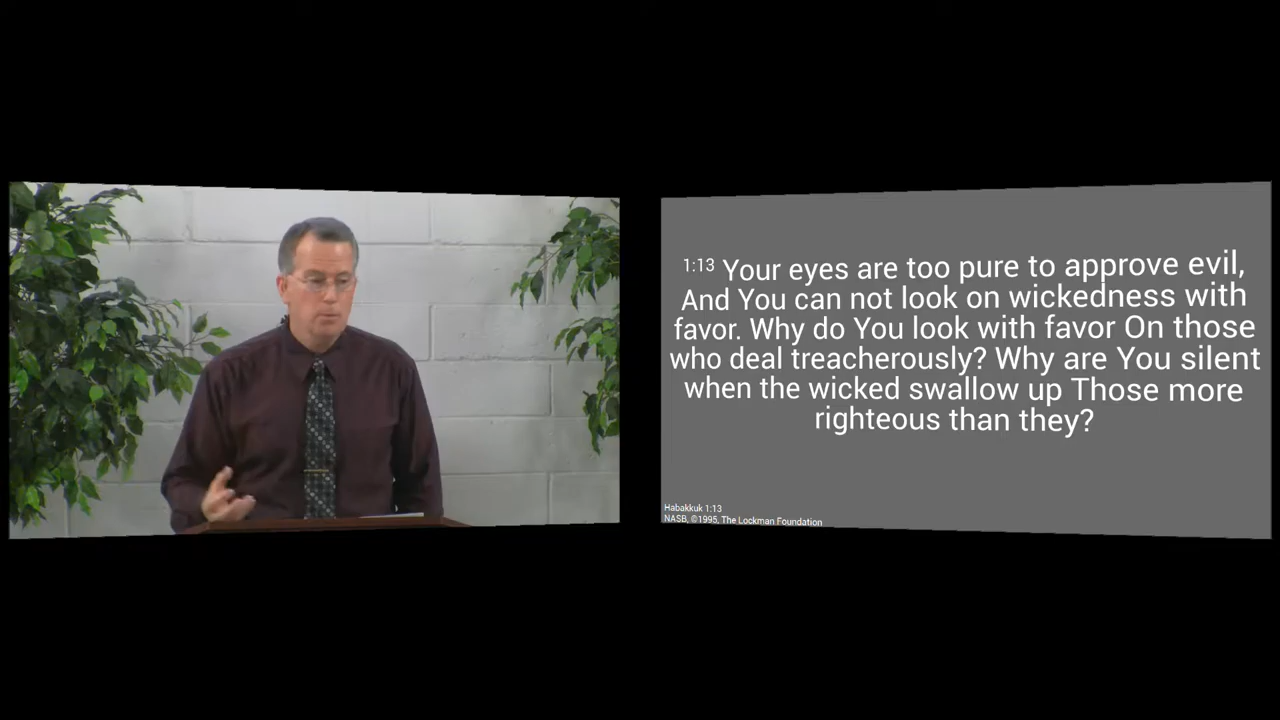 1:13 Your eyes are too pure to approve evil,
And You can not look on wickedness with
favor. Why do You look with favor On those
who deal treacherously? Why are You silent
when the wicked swallow up Those more
righteous than they?
Habakkuk 1:13
NASB, ©1995, The Lockman Foundation